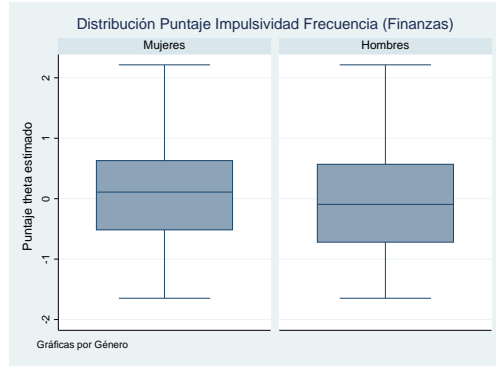 Distribución Puntaje Impulsividad Frecuencia (Finanzas)
Mujeres
Hombres
Puntaje theta estimado
2
1
0
-1
-2
Gráficas por Género